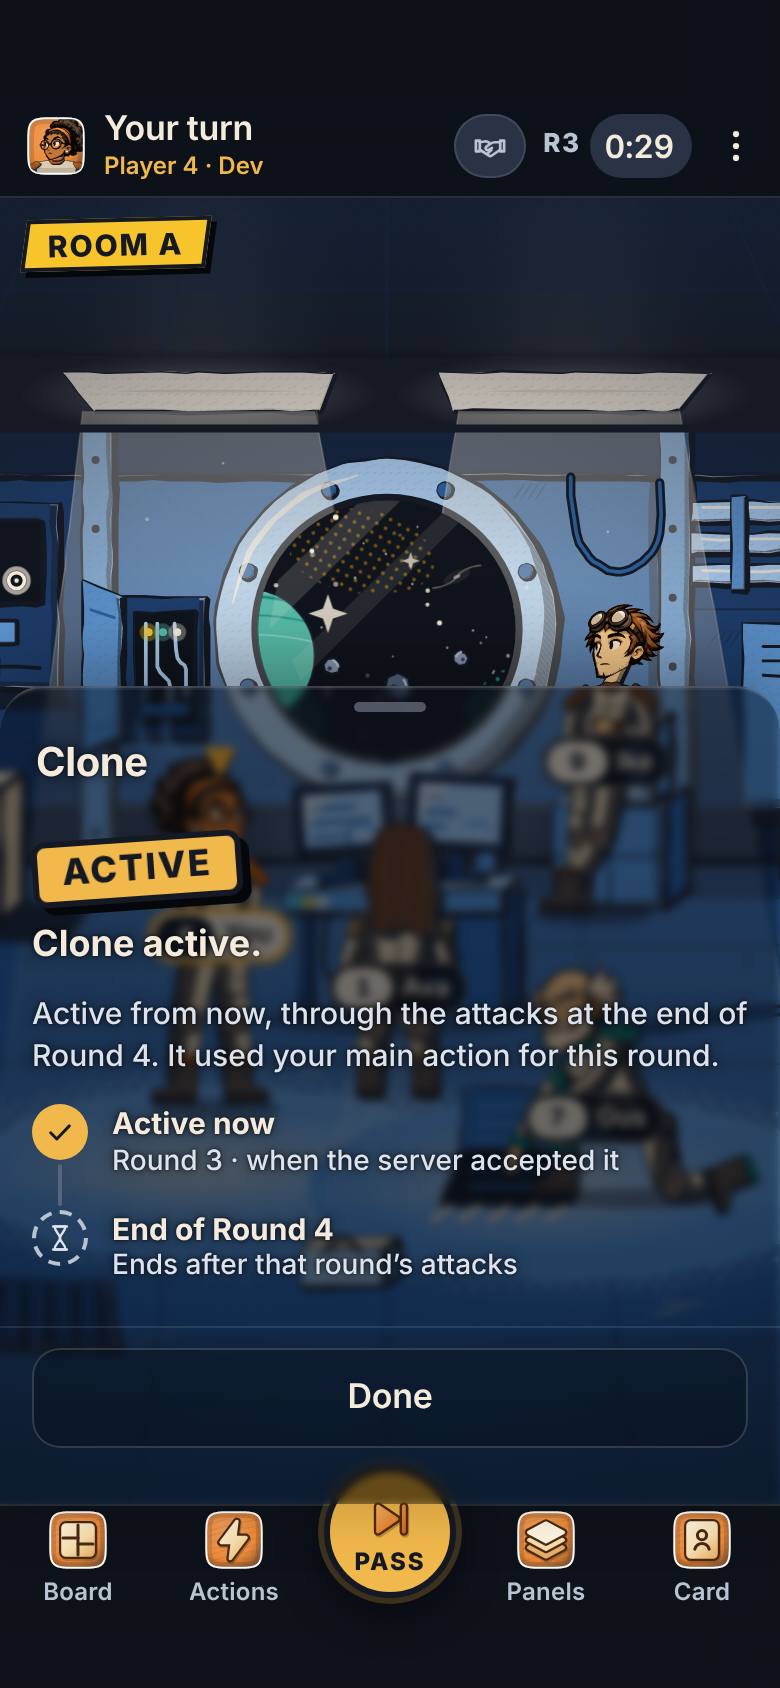 Your turn
Player 4 · Dev
R3
0:29
ROOM A
Clone
ACTIVE
Clone active.
Active from now, through the attacks at the end of
Round 4. It used your main action for this round.
Active now
Round 3 · when the server accepted it
End of Round 4
Ends after that round’s attacks
Done
PASS
Board
Actions
Panels
Card